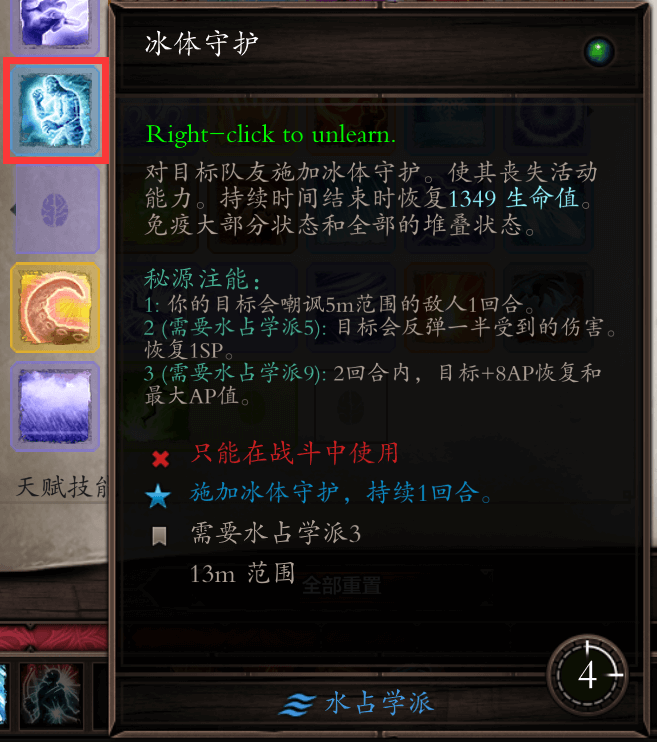 冰体守护
Right-click to unlearn.
对目标队友施加冰体守护。使其丧失活动
能力。持续时间结束时恢复1349 生命值。
免疫大部分状态和全部的堆叠状态。
秘源注能：
1: 你的目标会嘲讽5m范围的敌人1回合。
2 (需要水占学派5): 目标会反弹一半受到的伤害。
恢复1SP。
3 (需要水占学派9): 2回合内，目标+8AP恢复和
最大AP值。
只能在战斗中使用
施加冰体守护，持续1回合。
天赋技能
需要水占学派3
13m 范围
全部重置
4
水占学派